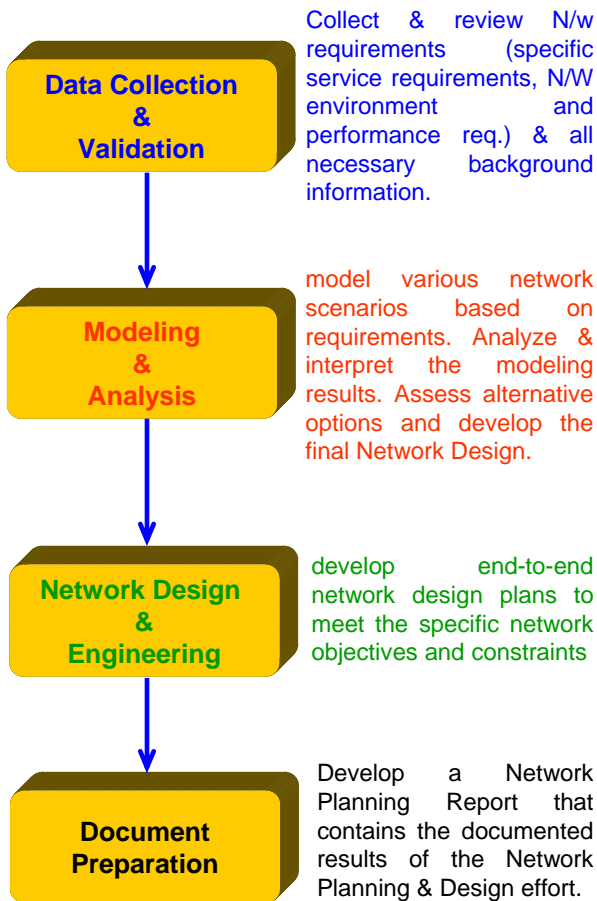 Data Collection
&
Validation
Collect & review N/w
requirements (specific
service requirements, N/W
environment and
performance req.) & all
necessary background
information.
Modeling
&
Analysis
model various network
scenarios based on
requirements. Analyze &
interpret the modeling
results. Assess alternative
options and develop the
final Network Design.
Network Design
&
Engineering
develop end-to-end
network design plans to
meet the specific network
objectives and constraints
Document
Preparation
Develop a Network
Planning Report that
contains the documented
results of the Network
Planning & Design effort.